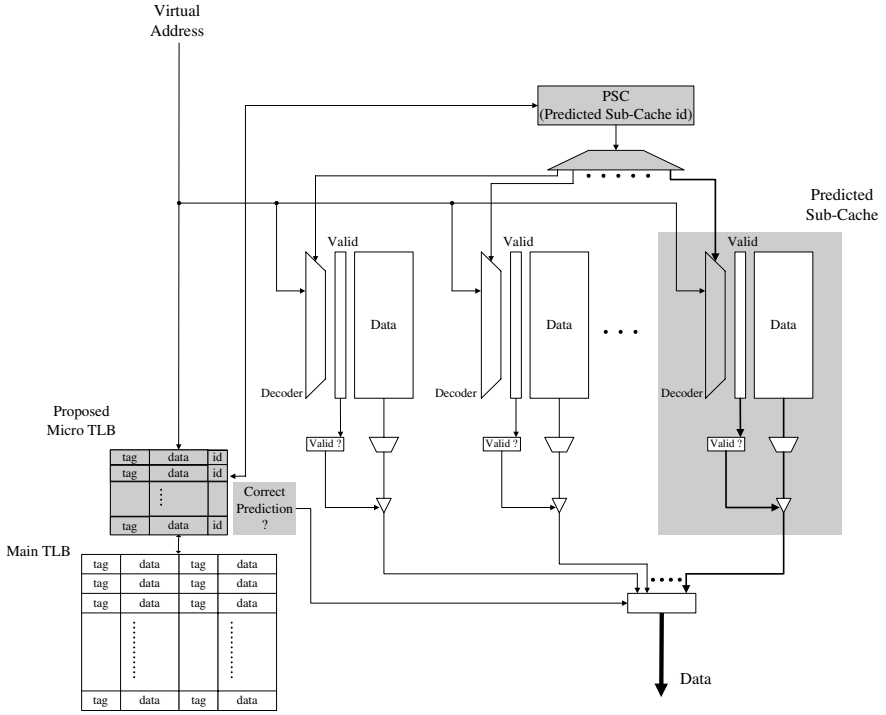 Virtual
Address
PSC
(Predicted Sub-Cache id)
• • • • •
Predicted
Sub-Cache
Valid
Valid
Valid
Data
Data
• • •
Data
Decoder
Decoder
Decoder
Proposed
Micro TLB
Valid ?
Valid ?
Valid ?
tag data id
tag data id
tag data id
Correct
Prediction
?
Main TLB
tag data tag data
tag data tag data
tag data tag data
tag data tag data
Data